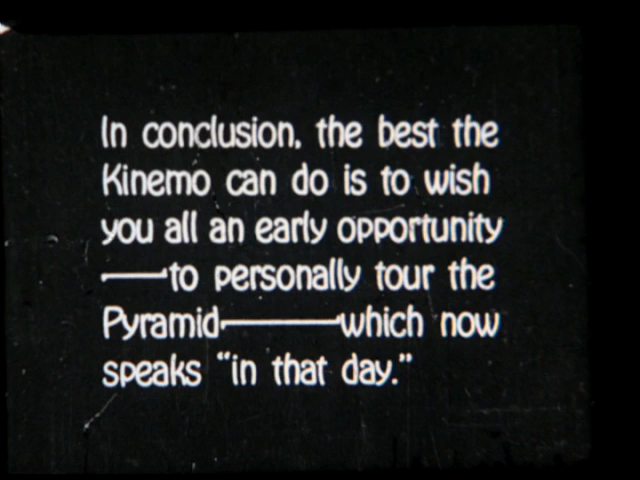 In conclusion, the best the
Kinemo can do is to wish
you all an early opportunity
——to personally tour the
Pyramid———which now
speaks “in that day.”